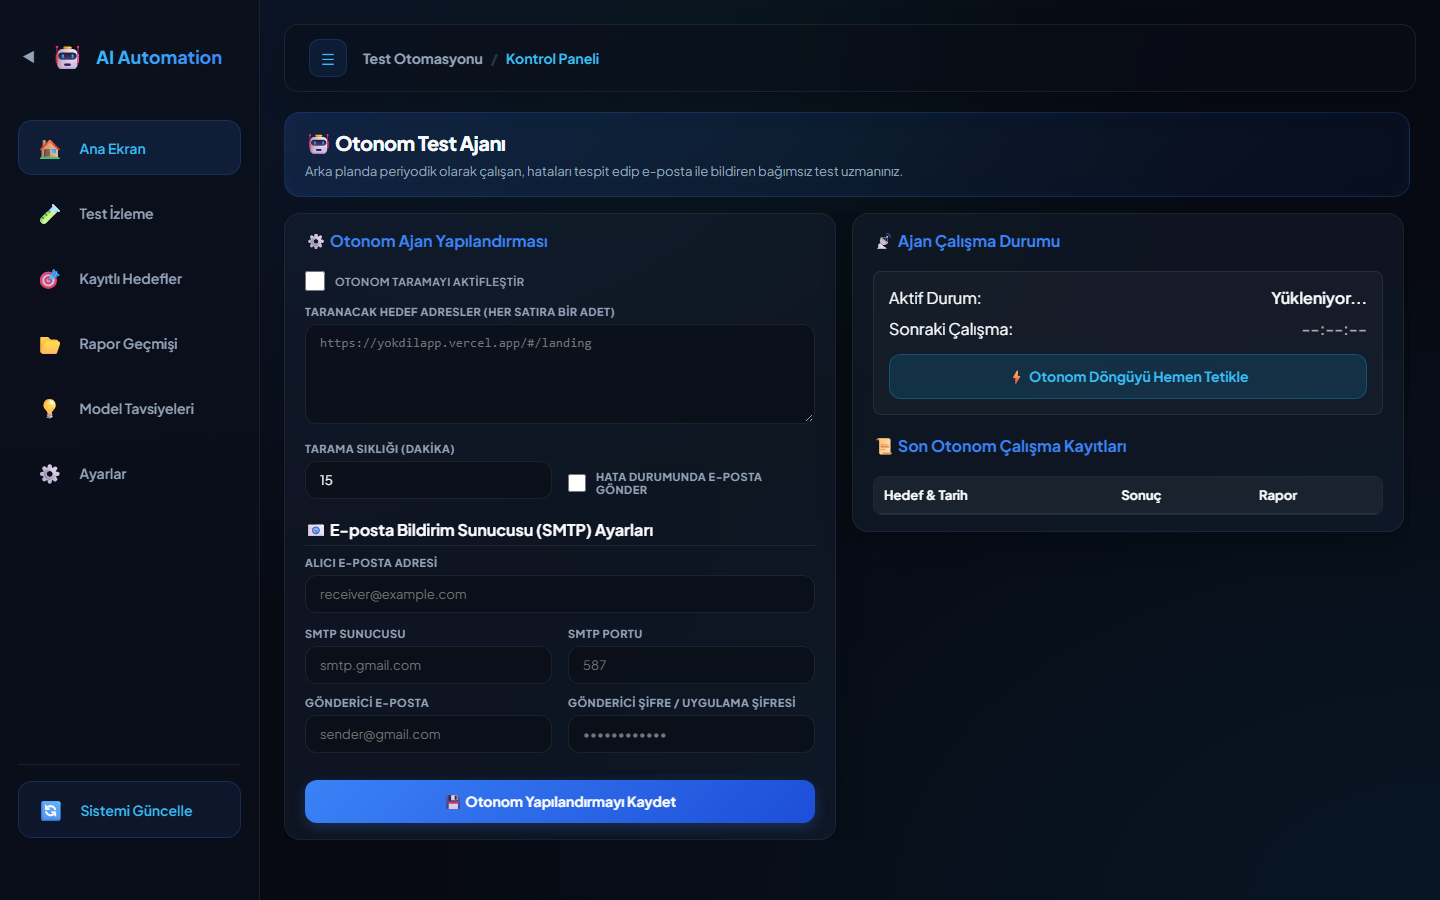 AI Automation
Ana Ekran
Test İzleme
Kayıtlı Hedefler
Rapor Geçmişi
Model Tavsiyeleri
Ayarlar
Sistemi Güncelle
Test Otomasyonu / Kontrol Paneli
Otonom Test Ajanı
Arka planda periyodik olarak çalışan, hataları tespit edip e-posta ile bildiren bağımsız test uzmanınız.
Otonom Ajan Yapılandırması
OTONOM TARAMAYI AKTİFLEŞTİR
TARANACAK HEDEF ADRESLER (HER SATIRA BİR ADET)
https://yokdilapp.vercel.app/#/landing
TARAMA SIKLIĞI (DAKİKA)
15
HATA DURUMUNDA E-POSTA
GÖNDER
E-posta Bildirim Sunucusu (SMTP) Ayarları
ALICI E-POSTA ADRESİ
receiver@example.com
SMTP SUNUCUSU
SMTP PORTU
smtp.gmail.com
587
GÖNDERİCİ E-POSTA
GÖNDERİCİ ŞİFRE / UYGULAMA ŞİFRESİ
sender@gmail.com
••••••••••••
Otonom Yapılandırmayı Kaydet
Ajan Çalışma Durumu
Aktif Durum:
Yükleniyor...
Sonraki Çalışma:
--:--:--
Otonom Döngüyü Hemen Tetikle
Son Otonom Çalışma Kayıtları
Hedef & Tarih
Sonuç
Rapor